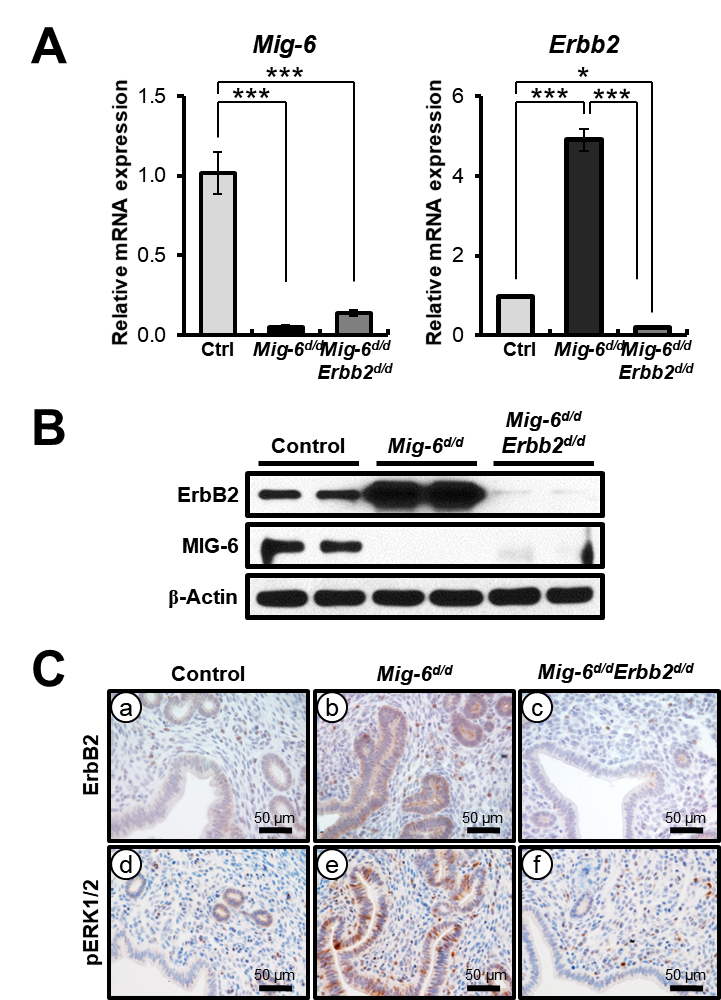 A
Mig-6
Erbb2
Relative mRNA expression
1.5
1.0
0.5
0.0
***
***
Ctrl
Mig-6d/d
Mig-6d/d
Erbb2d/d
Relative mRNA expression
6
4
2
0
*
***
***
Ctrl
Mig-6d/d
Mig-6d/d
Erbb2d/d
B
Control
Mig-6d/d
Mig-6d/d
Erbb2d/d
ErbB2
MIG-6
β-Actin
C
Control
Mig-6d/d
Mig-6d/dErbb2d/d
ErbB2
a
50 µm
b
50 µm
c
50 µm
pERK1/2
d
50 µm
e
50 µm
f
50 µm